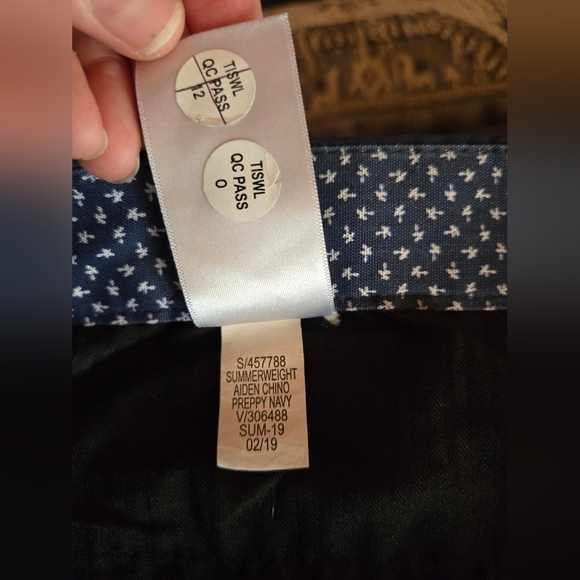 TISWL
QC PASS
12
TISWL
QC PASS
0
S/457788
SUMMERWEIGHT
AIDEN CHINO
PREPPY NAVY
V/306488
SUM-19
02/19